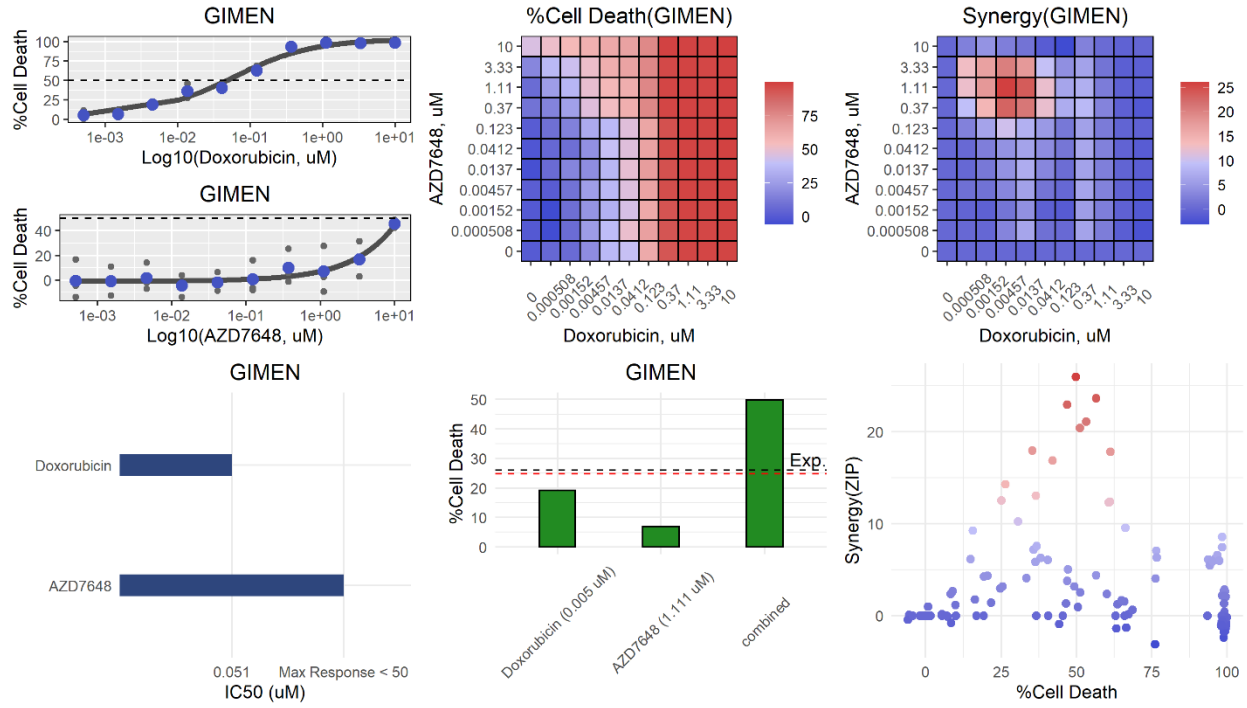 GIMEN
%Cell Death
100
75
50
25
0
1e-03
1e-02
1e-01
1e+00
1e+01
Log10(Doxorubicin, uM)
GIMEN
%Cell Death
40
20
0
1e-03
1e-02
1e-01
1e+00
1e+01
Log10(AZD7648, uM)
%Cell Death(GIMEN)
AZD7648, uM
10
3.33
1.11
0.37
0.123
0.0412
0.0137
0.00457
0.00152
0.000508
0
0
0.000508
0.00152
0.00457
0.0137
0.0412
0.123
0.37
1.11
3.33
10
Doxorubicin, uM
75
50
25
0
Synergy(GIMEN)
AZD7648, uM
10
3.33
1.11
0.37
0.123
0.0412
0.0137
0.00457
0.00152
0.000508
0
0
0.000508
0.00152
0.00457
0.0137
0.0412
0.123
0.37
1.11
3.33
10
Doxorubicin, uM
25
20
15
10
5
0
GIMEN
Doxorubicin
AZD7648
0.051
Max Response < 50
IC50 (uM)
GIMEN
%Cell Death
50
40
30
20
10
0
Exp.
Doxorubicin (0.005 uM)
AZD7648 (1.111 uM)
combined
Synergy(ZIP)
20
10
0
0
25
50
75
100
%Cell Death